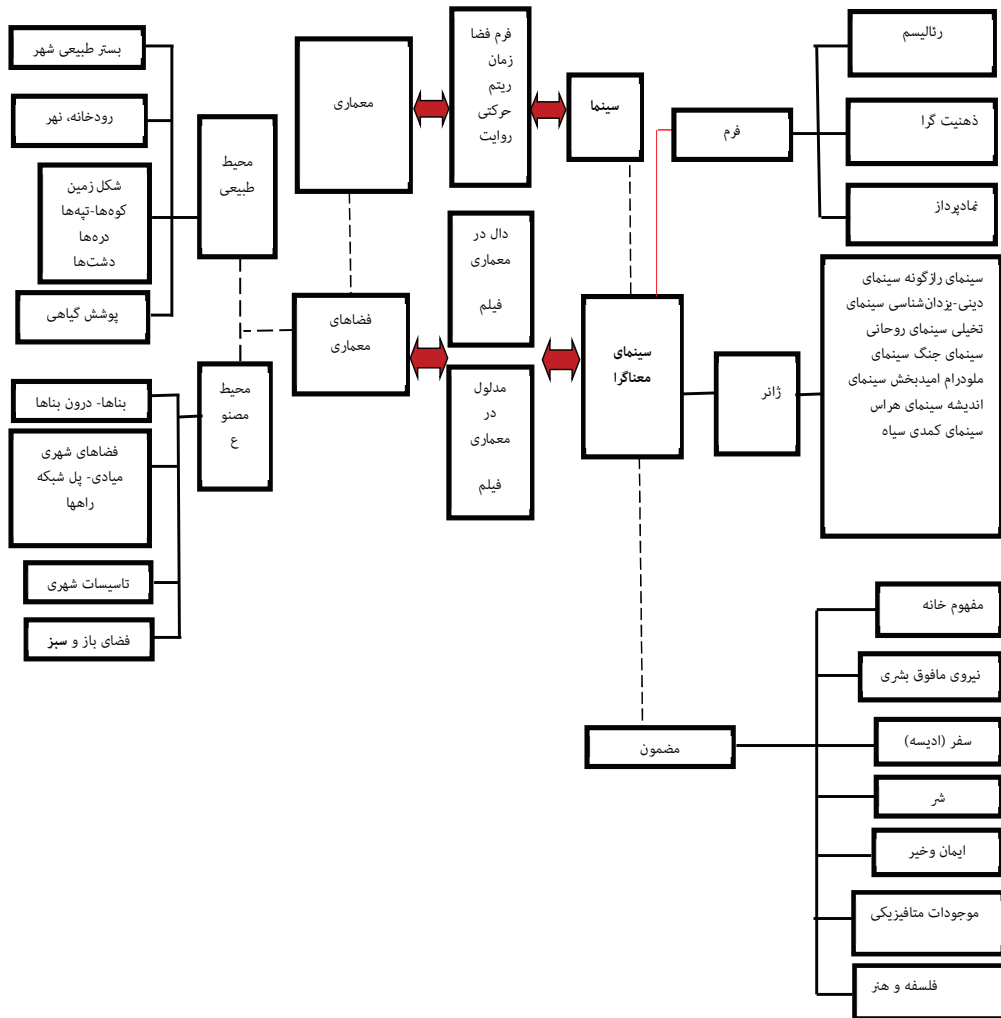 رئالیسم
ذهنیت گرا
نمادپرداز
فرم
سینما
فرم فضا
زمان
ریتم
حرکتی
روایت
معماری
محیط
طبیعی
بستر طبیعی شهر
رودخانه، نهر
شکل زمین
کوه‌ها-تپه‌ها
دره‌ها
دشت‌ها
پوشش گیاهی
سینمای رازگونه سینمای
دینی-یزدان‌شناسی سینمای
تخیلی سینمای روحانی
سینمای جنگ سینمای
ملودرام امیدبخش سینمای
اندیشه سینمای هراس
سینمای کمدی سیاه
ژانر
سینمای
معناگرا
دال در
معماری
فیلم
مدلول
در
معماری
فیلم
فضاهای
معماری
محیط
مصنو
ع
بناها- درون بناها
فضاهای شهری
میادی- پل شبکه
راهها
تاسیسات شهری
فضای باز و سبز
مضمون
مفهوم خانه
نیروی مافوق بشری
سفر (ادیسه)
شر
ایمان وخیر
موجودات متافیزیکی
فلسفه و هنر